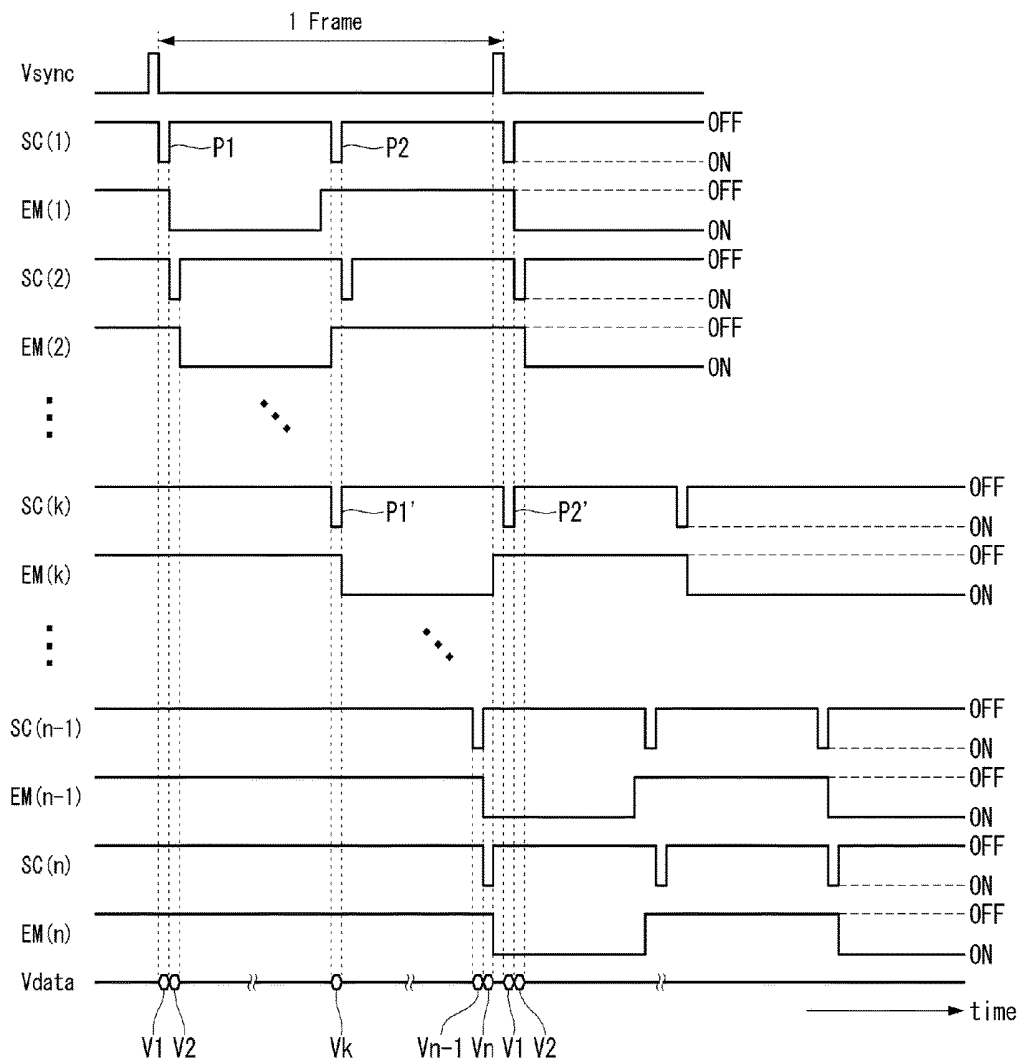 1 Frame
Vsync
SC(1)
P1
P2
OFF
ON
EM(1)
OFF
ON
SC(2)
OFF
ON
EM(2)
OFF
ON
SC(k)
P1'
P2'
OFF
ON
EM(k)
OFF
ON
SC(n-1)
OFF
ON
EM(n-1)
OFF
ON
SC(n)
OFF
ON
EM(n)
OFF
ON
Vdata
time
V1 V2 Vk Vn-1 Vn V1 V2